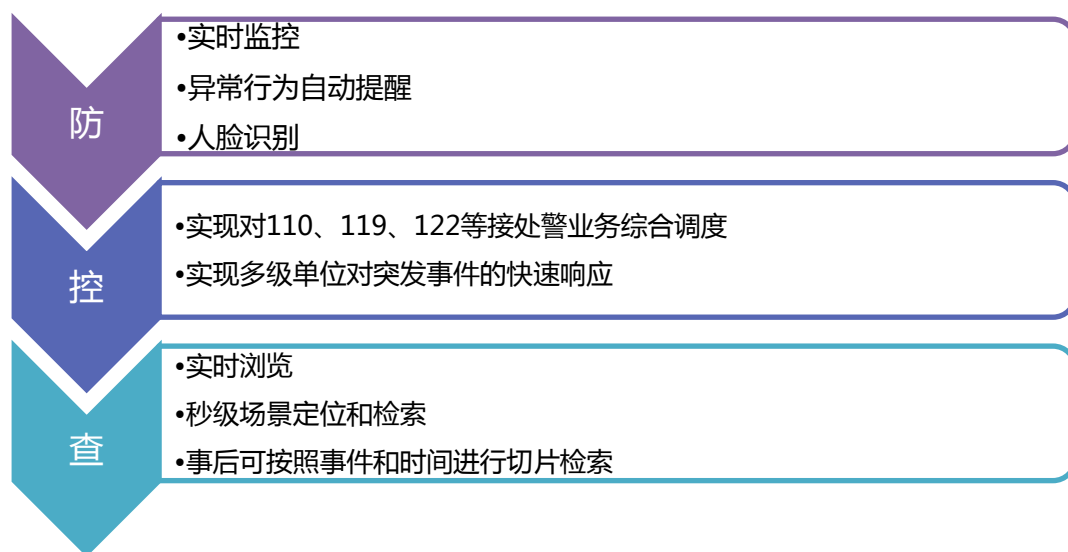 防
•实时监控
•异常行为自动提醒
•人脸识别
控
•实现对110、119、122等接处警业务综合调度
•实现多级单位对突发事件的快速响应
查
•实时浏览
•秒级场景定位和检索
•事后可按照事件和时间进行切片检索